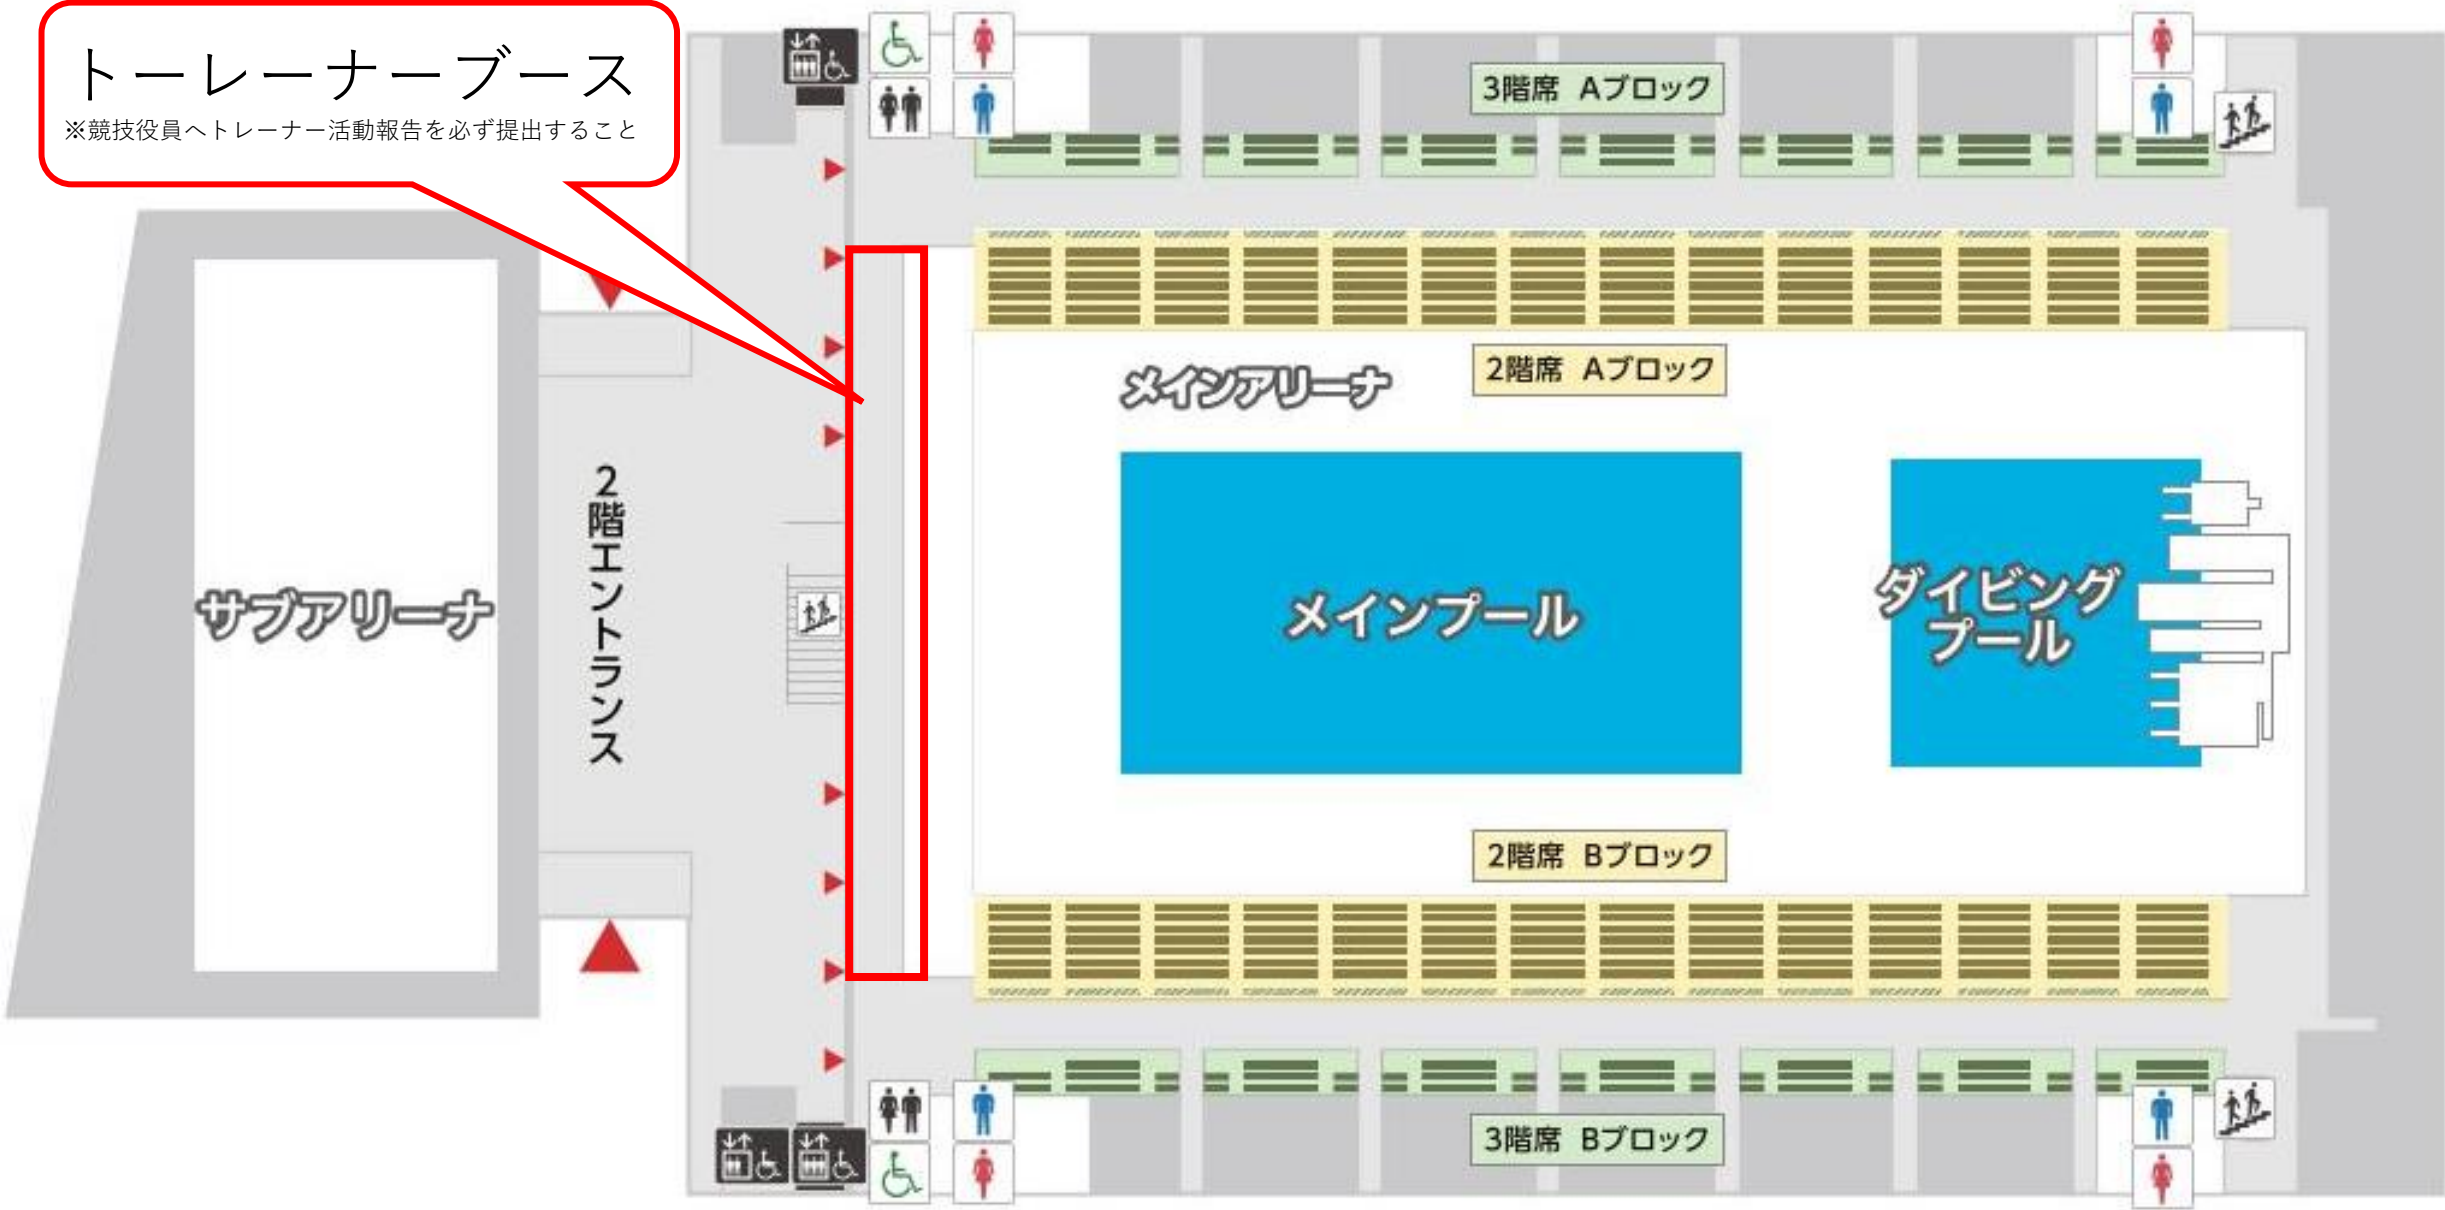 トーレーナーブース
※競技役員へトレーナー活動報告を必ず提出すること
3階席 Aブロック
2階席 Aブロック
メインアリーナ
2階エントランス
サブアリーナ
メインプール
ダイビング
プール
2階席 Bブロック
3階席 Bブロック